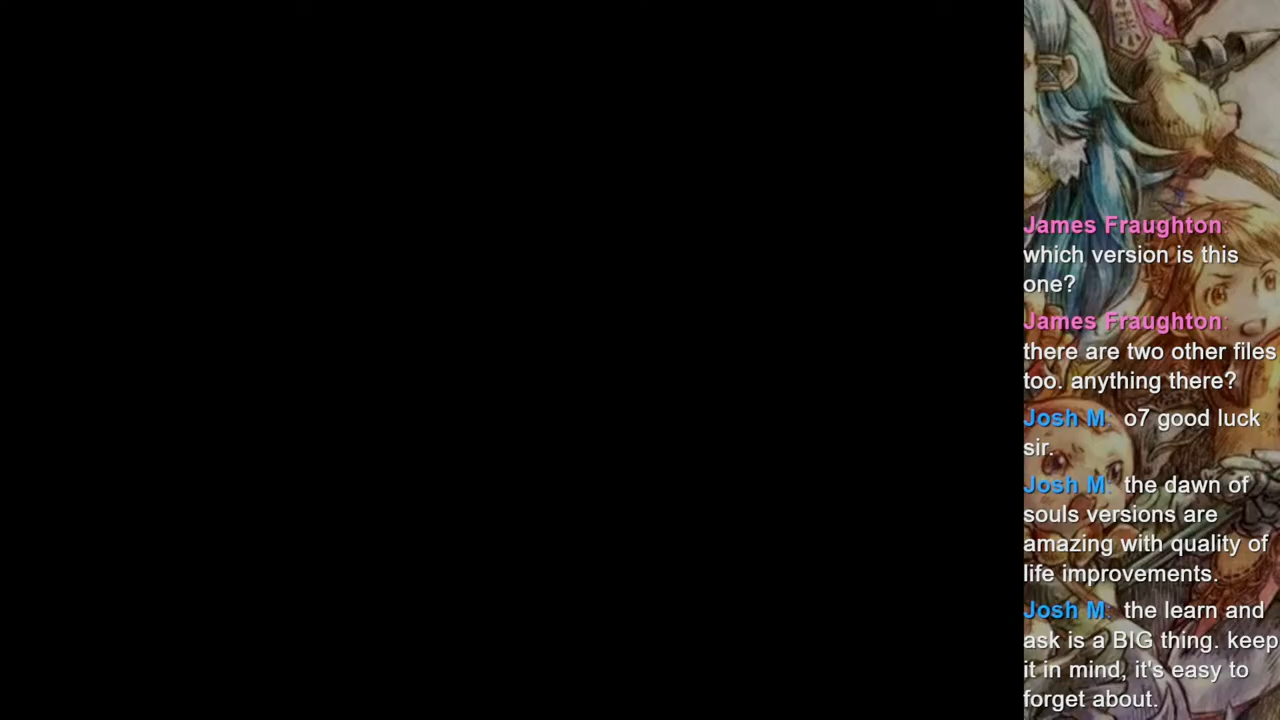 James Fraughton:
which version is this
one?
James Fraughton:
there are two other files
too. anything there?
Josh M: o7 good luck
sir.
Josh M: the dawn of
souls versions are
amazing with quality of
life improvements.
Josh M: the learn and
ask is a BIG thing. keep
it in mind, it's easy to
forget about.